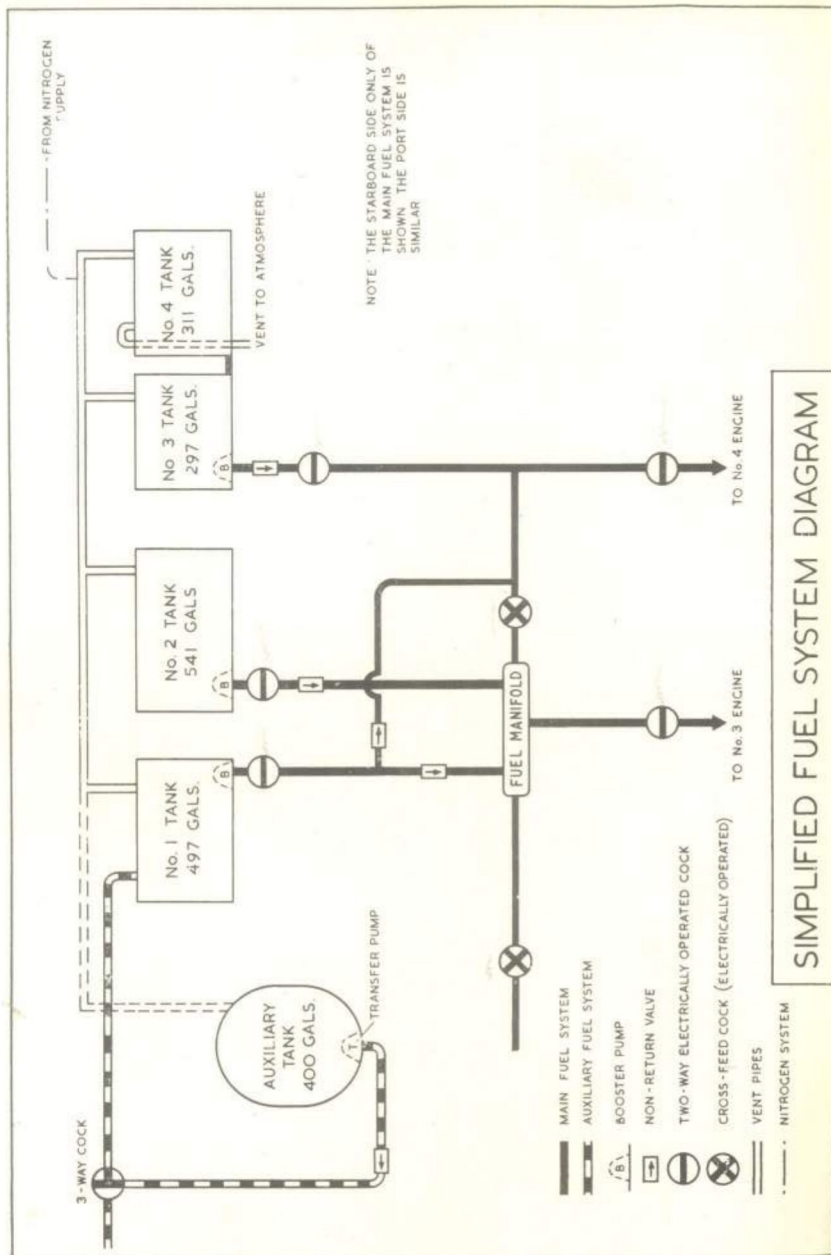 - FROM NITROGEN
SUPPLY
3-WAY COCK
AUXILIARY
TANK
400 GALS.
T
TRANSFER PUMP
No. 1 TANK
497 GALS.
B
No. 2 TANK
541 GALS
B
No 3 TANK
297 GALS.
B
No. 4 TANK
311 GALS.
VENT TO ATMOSPHERE
NOTE · THE STARBOARD SIDE ONLY OF
THE MAIN FUEL SYSTEM IS
SHOWN THE PORT SIDE IS
SIMILAR
FUEL MANIFOLD
TO No. 3 ENGINE
TO No. 4 ENGINE
MAIN FUEL SYSTEM
AUXILIARY FUEL SYSTEM
B
BOOSTER PUMP
NON-RETURN VALVE
TWO-WAY ELECTRICALLY OPERATED COCK
CROSS-FEED COCK (ELECTRICALLY OPERATED)
VENT PIPES
NITROGEN SYSTEM
SIMPLIFIED FUEL SYSTEM DIAGRAM